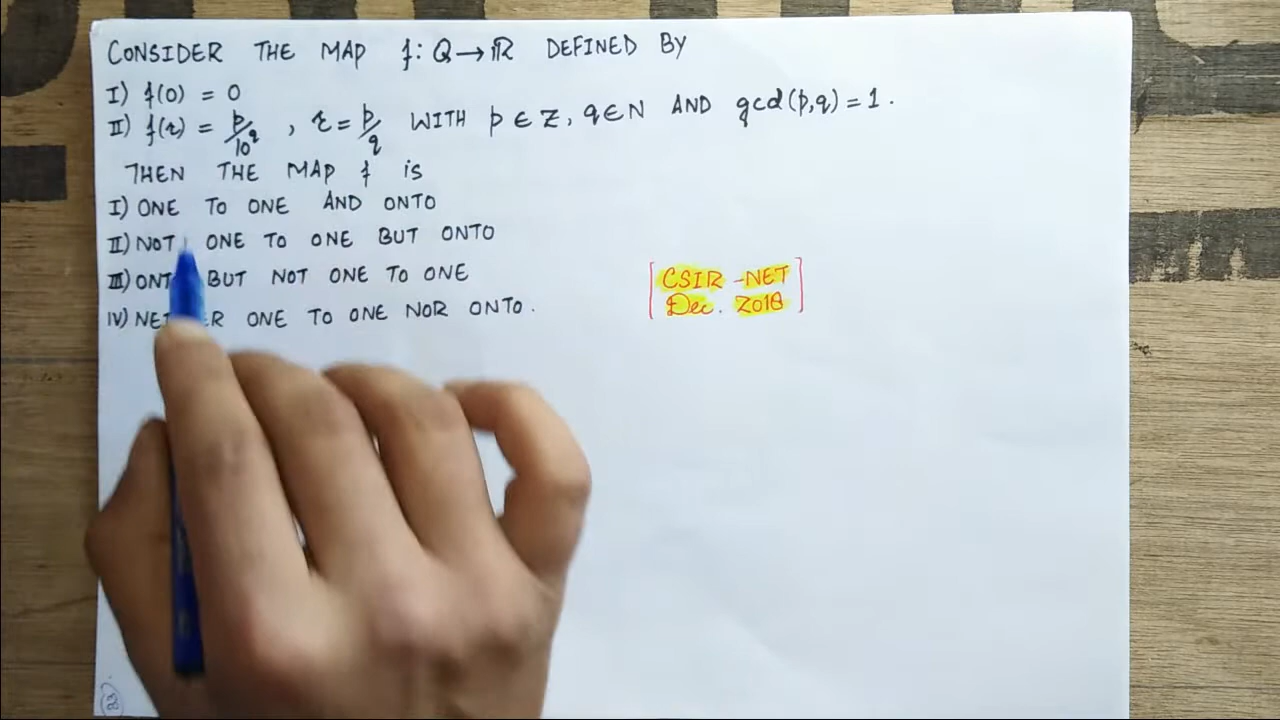 CONSIDER THE MAP f: Q→ℝ DEFINED BY
I) f(0) = 0
II) f(r) = p/10^q , r = p/q WITH p ∈ Z, q ∈ N AND gcd(p,q) = 1.
THEN THE MAP f is
I) ONE TO ONE AND ONTO
II) NOT ONE TO ONE BUT ONTO
III) BUT NOT ONE TO ONE
IV) ONE TO ONE NOR ONTO.
[CSIR-NET
Dec. 2018]